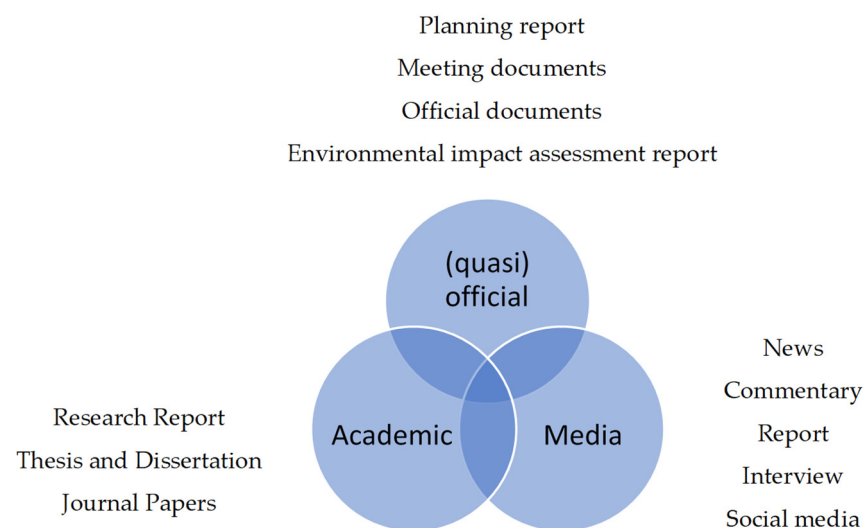 Planning report
Meeting documents
Official documents
Environmental impact assessment report
(quasi)
official
Academic
Media
Research Report
Thesis and Dissertation
Journal Papers
News
Commentary
Report
Interview
Social media